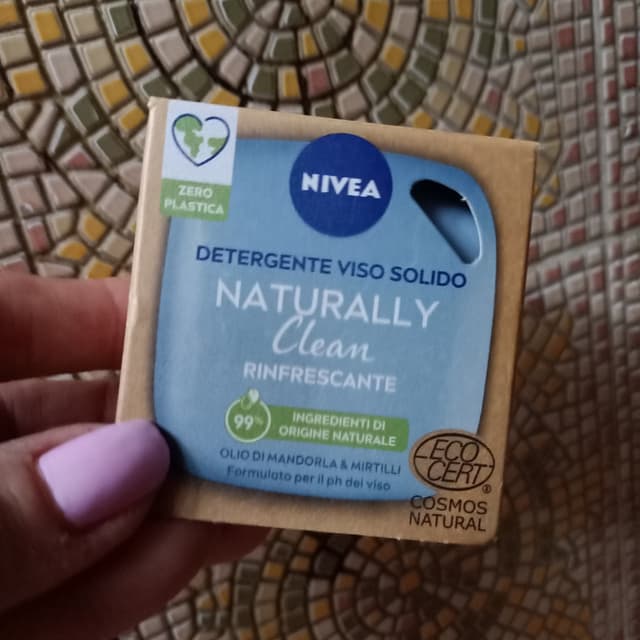 ZERO
PLASTICA
NIVEA
DETERGENTE VISO SOLIDO
NATURALLY
Clean
RINFRESCANTE
99%
INGREDIENTI DI
ORIGINE NATURALE
OLIO DI MANDORLA & MIRTILLI
Formulato per il ph del viso
ECO
CERT®
COSMOS
NATURAL